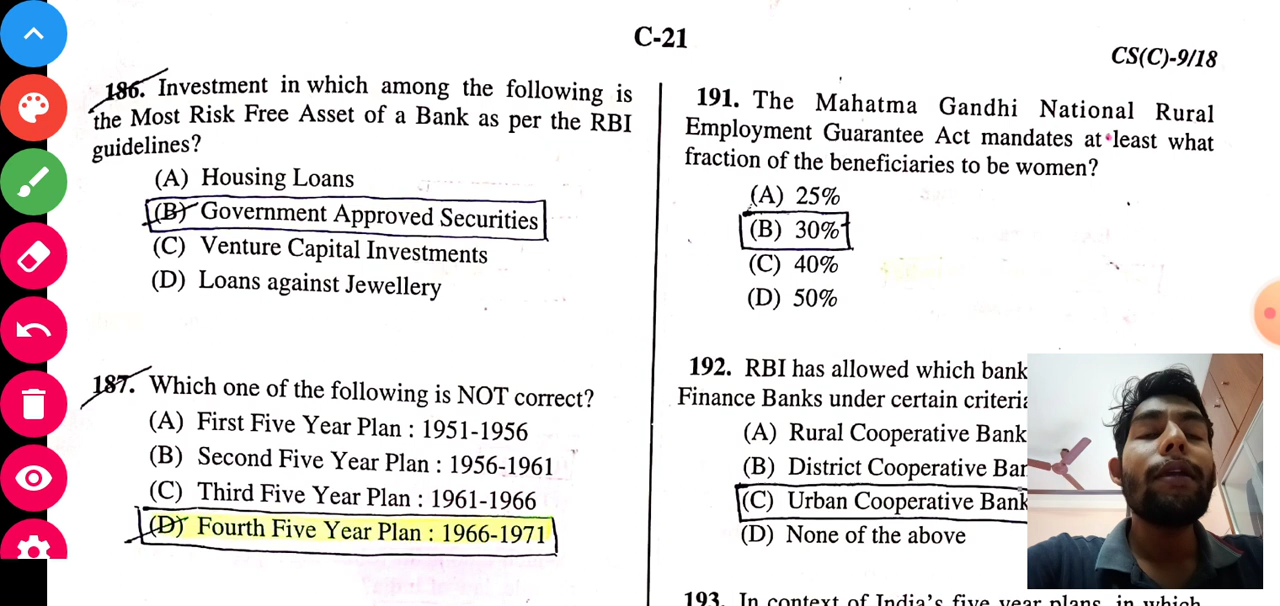 C-21
CS(C)-9/18
186. Investment in which among the following is
the Most Risk Free Asset of a Bank as per the RBI
guidelines?
(A) Housing Loans
(B) Government Approved Securities
(C) Venture Capital Investments
(D) Loans against Jewellery
187. Which one of the following is NOT correct?
(A) First Five Year Plan : 1951-1956
(B) Second Five Year Plan : 1956-1961
(C) Third Five Year Plan : 1961-1966
(D) Fourth Five Year Plan : 1966-1971
191. The Mahatma Gandhi National Rural
Employment Guarantee Act mandates at least what
fraction of the beneficiaries to be women?
(A) 25%
(B) 30%
(C) 40%
(D) 50%
192. RBI has allowed which bank
Finance Banks under certain criteria
(A) Rural Cooperative Bank
(B) District Cooperative Ban
(C) Urban Cooperative Bank
(D) None of the above
193. In context of India's five year plans, in which